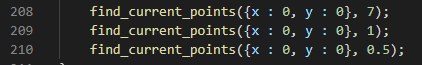 208 find_current_points({x : 0, y : 0}, 7);
209 find_current_points({x : 0, y : 0}, 1);
210 find_current_points({x : 0, y : 0}, 0.5);